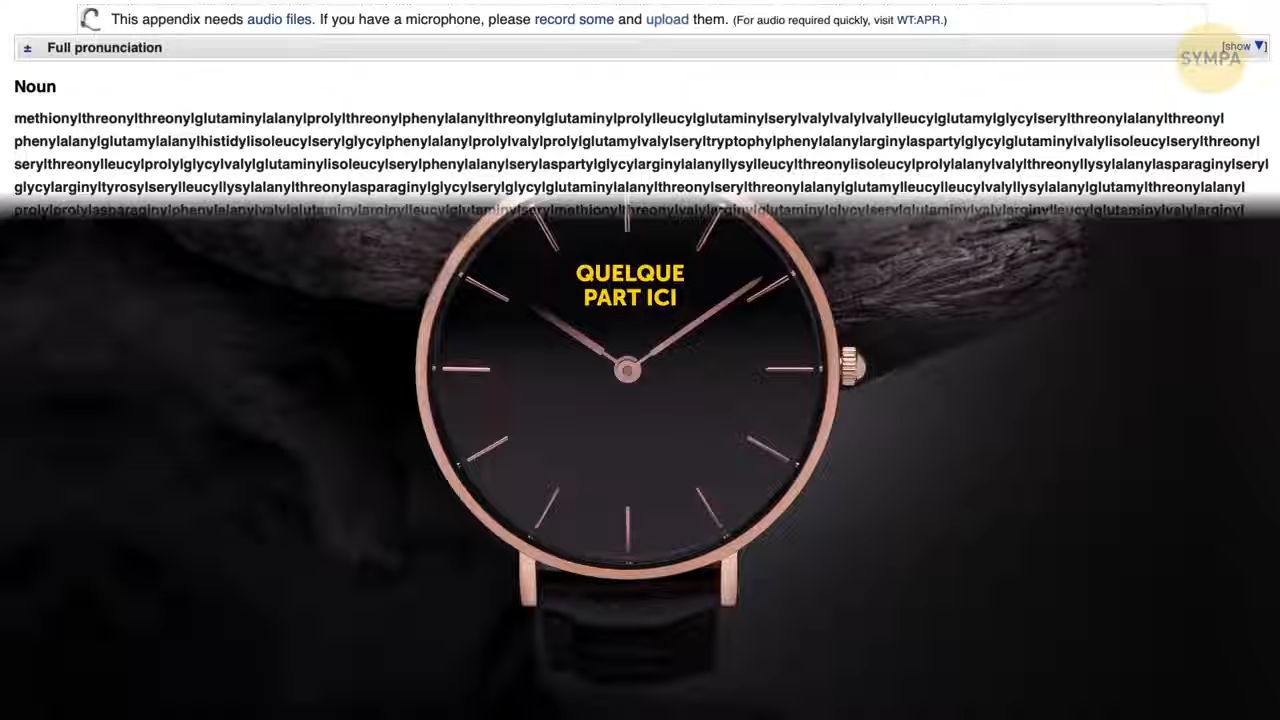 This appendix needs audio files. If you have a microphone, please record some and upload them. (For audio required quickly, visit WT:APR.)
± Full pronunciation [show ▼]
SYMPA
Noun
methionylthreonylthreonylglutaminylalanylprolylthreonylphenylalanylthreonylglutaminylprolylleucylglutaminylserylvalylvalylvalylleucylglutamylglycylserylthreonylalanylthreonyl
phenylalanylglutamylalanylhistidylisoleucylserylglycylphenylalanylprolylvalylprolylglutamylvalylseryltryptophylphenylalanylarginylaspartylglycylglutaminylvalylisoleucylserylthreonyl
serylthreonylleucylprolylglycylvalylglutaminylisoleucylserylphenylalanylserylaspartylglycylarginylalanyllysylleucylthreonylisoleucylprolylalanylvalylthreonyllysylalanylasparaginylseryl
glycylarginyltyrosylserylleucyllysylalanylthreonylasparaginylglycylserylglycylglutaminylalanylthreonylserylthreonylalanylglutamylleucylleucylvalyllysylalanylglutamylthreonylalanyl
prolylprolylasparaginylphenylalanylvalylglutaminylarginylleucylglutaminylserylmethionylthreonylvalylarginylglutaminylglycylserylglutaminylvalylarginylleucylglutaminylvalylarginyl
QUELQUE
PART ICI